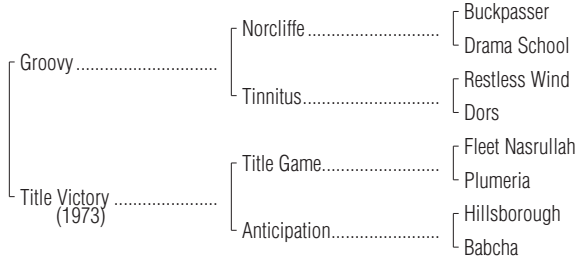 Buckpasser
Norcliffe
Drama School
Groovy
Restless Wind
Tinnitus
Dors
Fleet Nasrullah
Title Game
Plumeria
Title Victory
(1973)
Hillsborough
Anticipation
Babcha